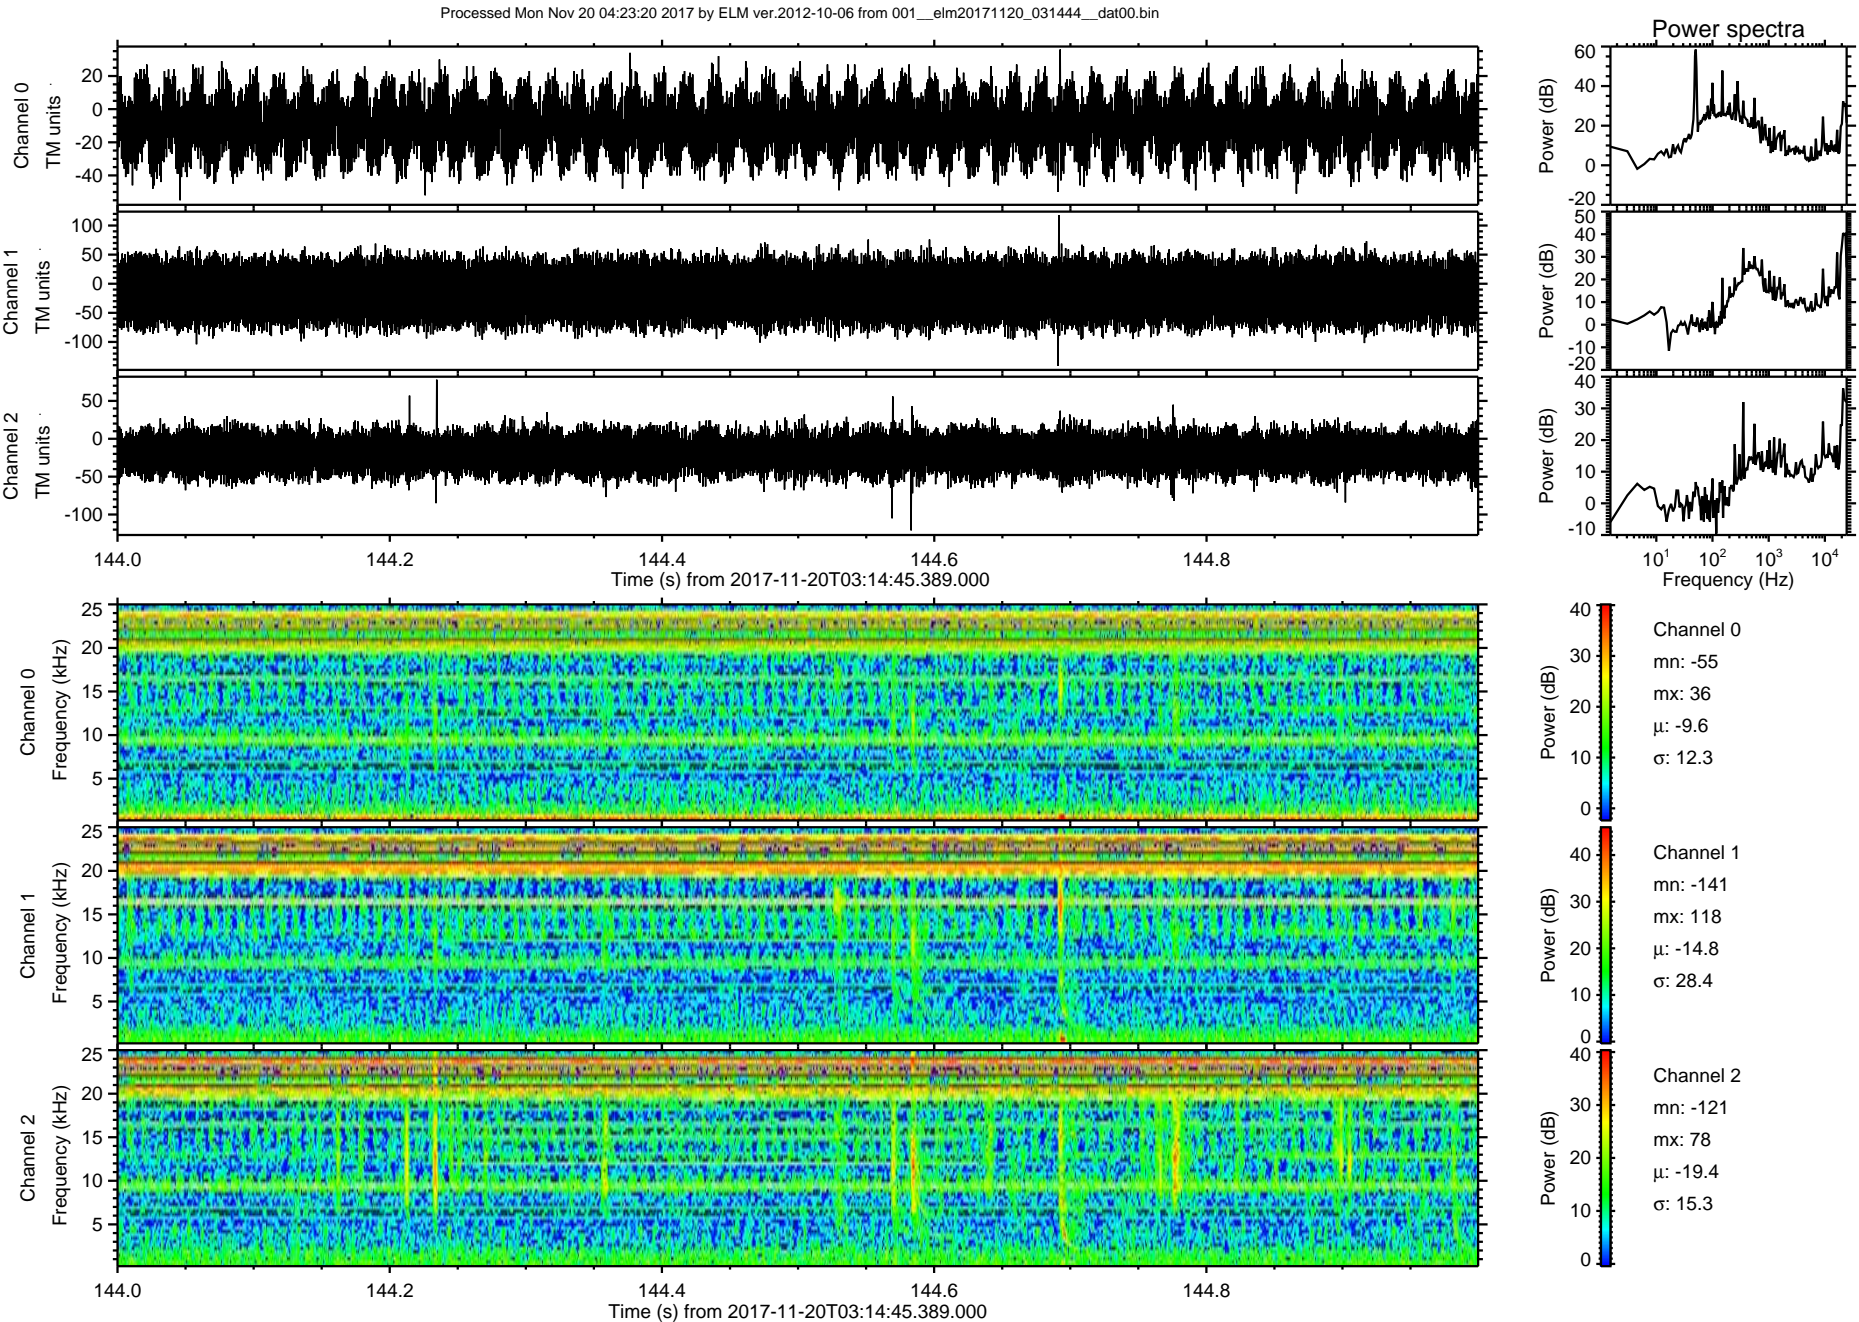 Processed Mon Nov 20 04:23:20 2017 by ELM ver.2012-10-06 from 001__elm20171120_031444__dat00.bin
Power spectra
Channel 0
TM units
20
0
-20
-40
Power (dB)
60
40
20
0
-20
Channel 1
TM units
100
50
0
-50
-100
Power (dB)
50
40
30
20
10
0
-10
-20
Channel 2
TM units
50
0
-50
-100
Power (dB)
40
30
20
10
0
-10
144.0 144.2 144.4 144.6 144.8
Time (s) from 2017-11-20T03:14:45.389.000
10^1 10^2 10^3 10^4
Frequency (Hz)
Channel 0
Frequency (kHz)
25
20
15
10
5
Power (dB)
40
30
20
10
0
Channel 0
mn: -55
mx: 36
μ: -9.6
σ: 12.3
Channel 1
Frequency (kHz)
25
20
15
10
5
Power (dB)
40
30
20
10
0
Channel 1
mn: -141
mx: 118
μ: -14.8
σ: 28.4
Channel 2
Frequency (kHz)
25
20
15
10
5
Power (dB)
40
30
20
10
0
Channel 2
mn: -121
mx: 78
μ: -19.4
σ: 15.3
144.0 144.2 144.4 144.6 144.8
Time (s) from 2017-11-20T03:14:45.389.000